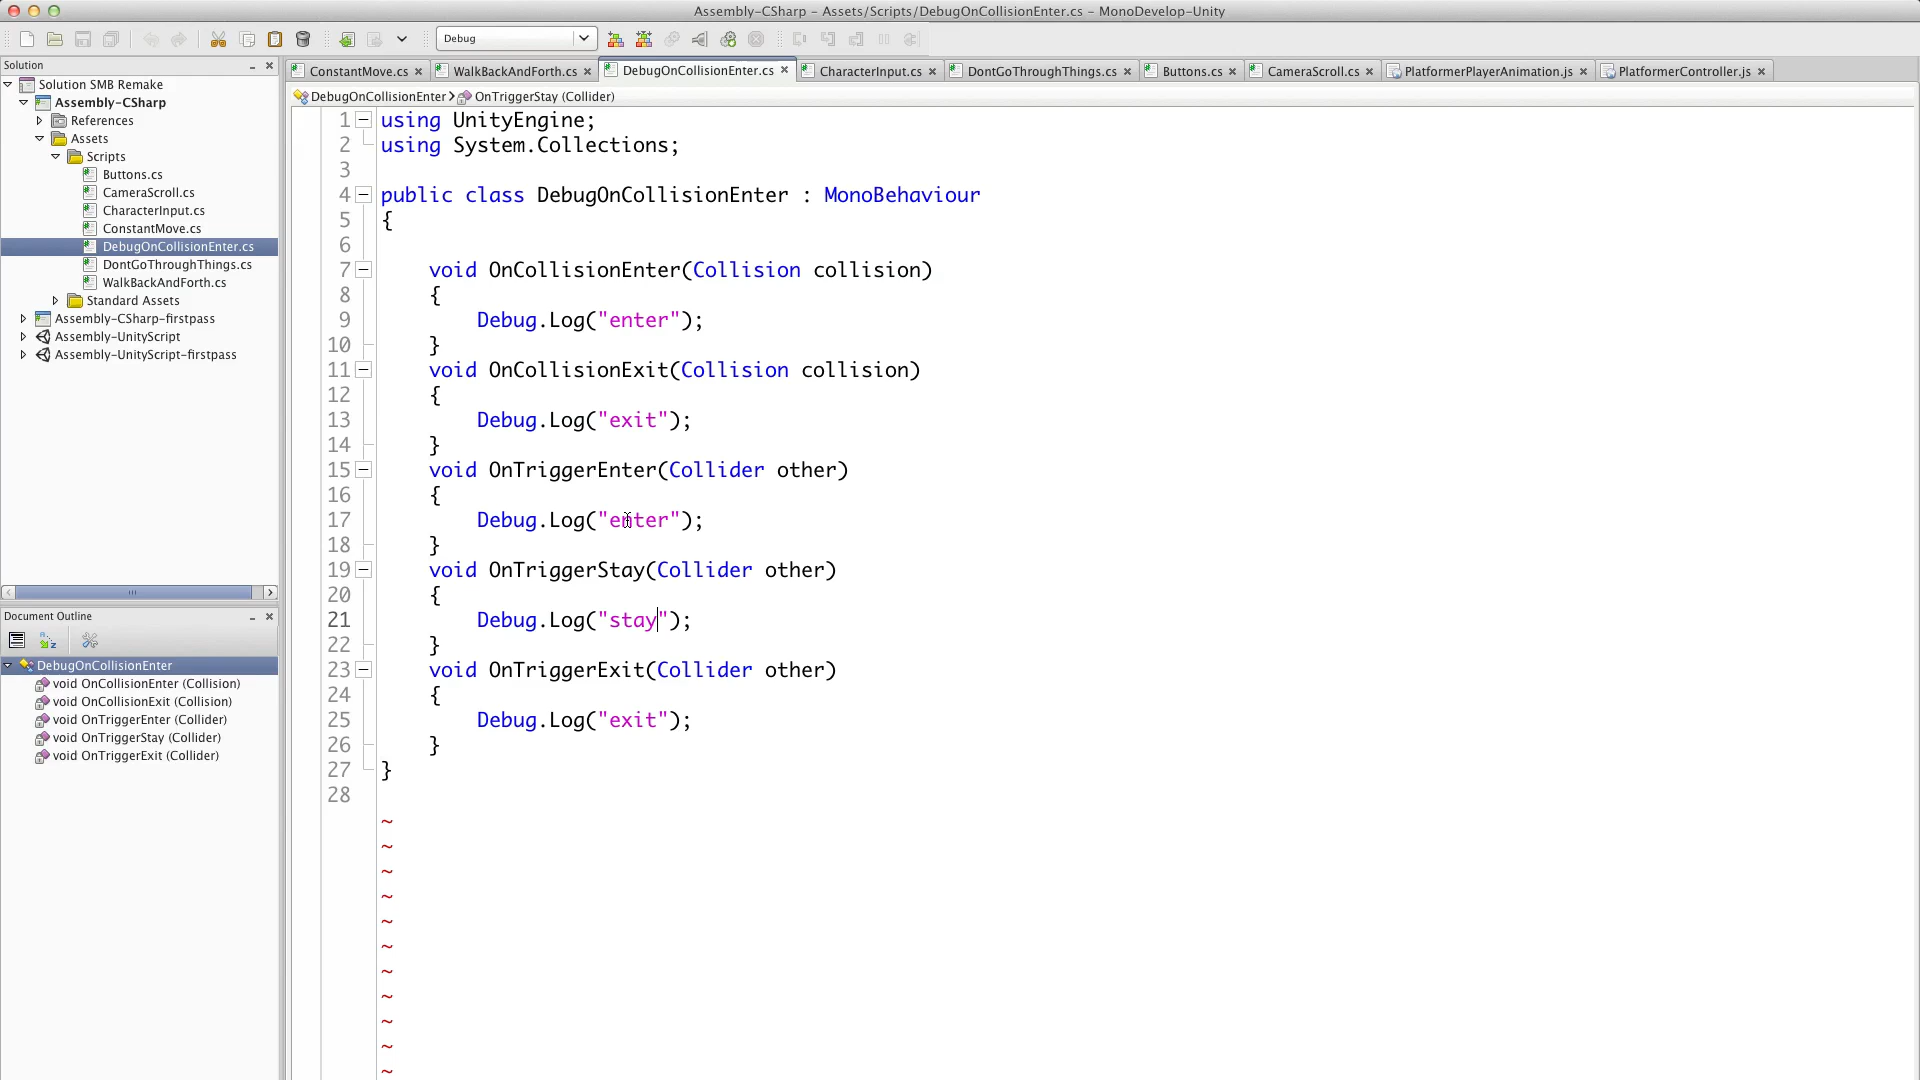 Assembly-CSharp - Assets/Scripts/DebugOnCollisionEnter.cs - MonoDevelop-Unity
Debug
Solution
Solution SMB Remake
Assembly-CSharp
References
Assets
Scripts
Buttons.cs
CameraScroll.cs
CharacterInput.cs
ConstantMove.cs
DebugOnCollisionEnter.cs
DontGoThroughThings.cs
WalkBackAndForth.cs
Standard Assets
Assembly-CSharp-firstpass
Assembly-UnityScript
Assembly-UnityScript-firstpass
Document Outline
DebugOnCollisionEnter
void OnCollisionEnter (Collision)
void OnCollisionExit (Collision)
void OnTriggerEnter (Collider)
void OnTriggerStay (Collider)
void OnTriggerExit (Collider)
ConstantMove.cs WalkBackAndForth.cs DebugOnCollisionEnter.cs CharacterInput.cs DontGoThroughThings.cs Buttons.cs CameraScroll.cs PlatformerPlayerAnimation.js PlatformerController.js
DebugOnCollisionEnter OnTriggerStay (Collider)
1 using UnityEngine;
2 using System.Collections;
3
4 public class DebugOnCollisionEnter : MonoBehaviour
5 {
6
7 void OnCollisionEnter(Collision collision)
8 {
9 Debug.Log("enter");
10 }
11 void OnCollisionExit(Collision collision)
12 {
13 Debug.Log("exit");
14 }
15 void OnTriggerEnter(Collider other)
16 {
17 Debug.Log("enter");
18 }
19 void OnTriggerStay(Collider other)
20 {
21 Debug.Log("stay");
22 }
23 void OnTriggerExit(Collider other)
24 {
25 Debug.Log("exit");
26 }
27 }
28
~
~
~
~
~
~
~
~
~
~
~